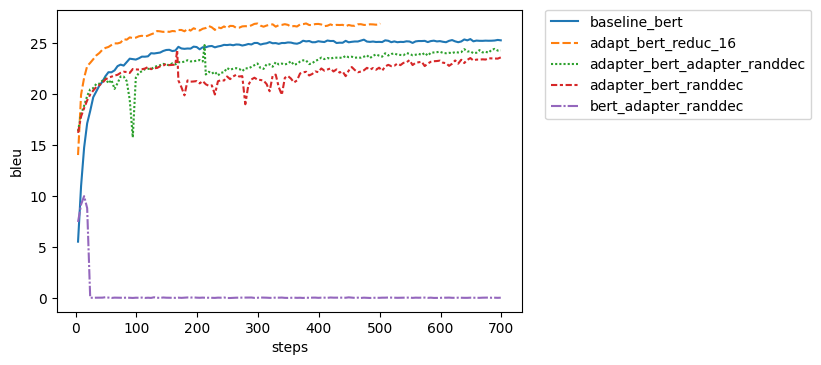 bleu
25
20
15
10
5
0
0 100 200 300 400 500 600 700
steps
baseline_bert
adapt_bert_reduc_16
adapter_bert_adapter_randdec
adapter_bert_randdec
bert_adapter_randdec